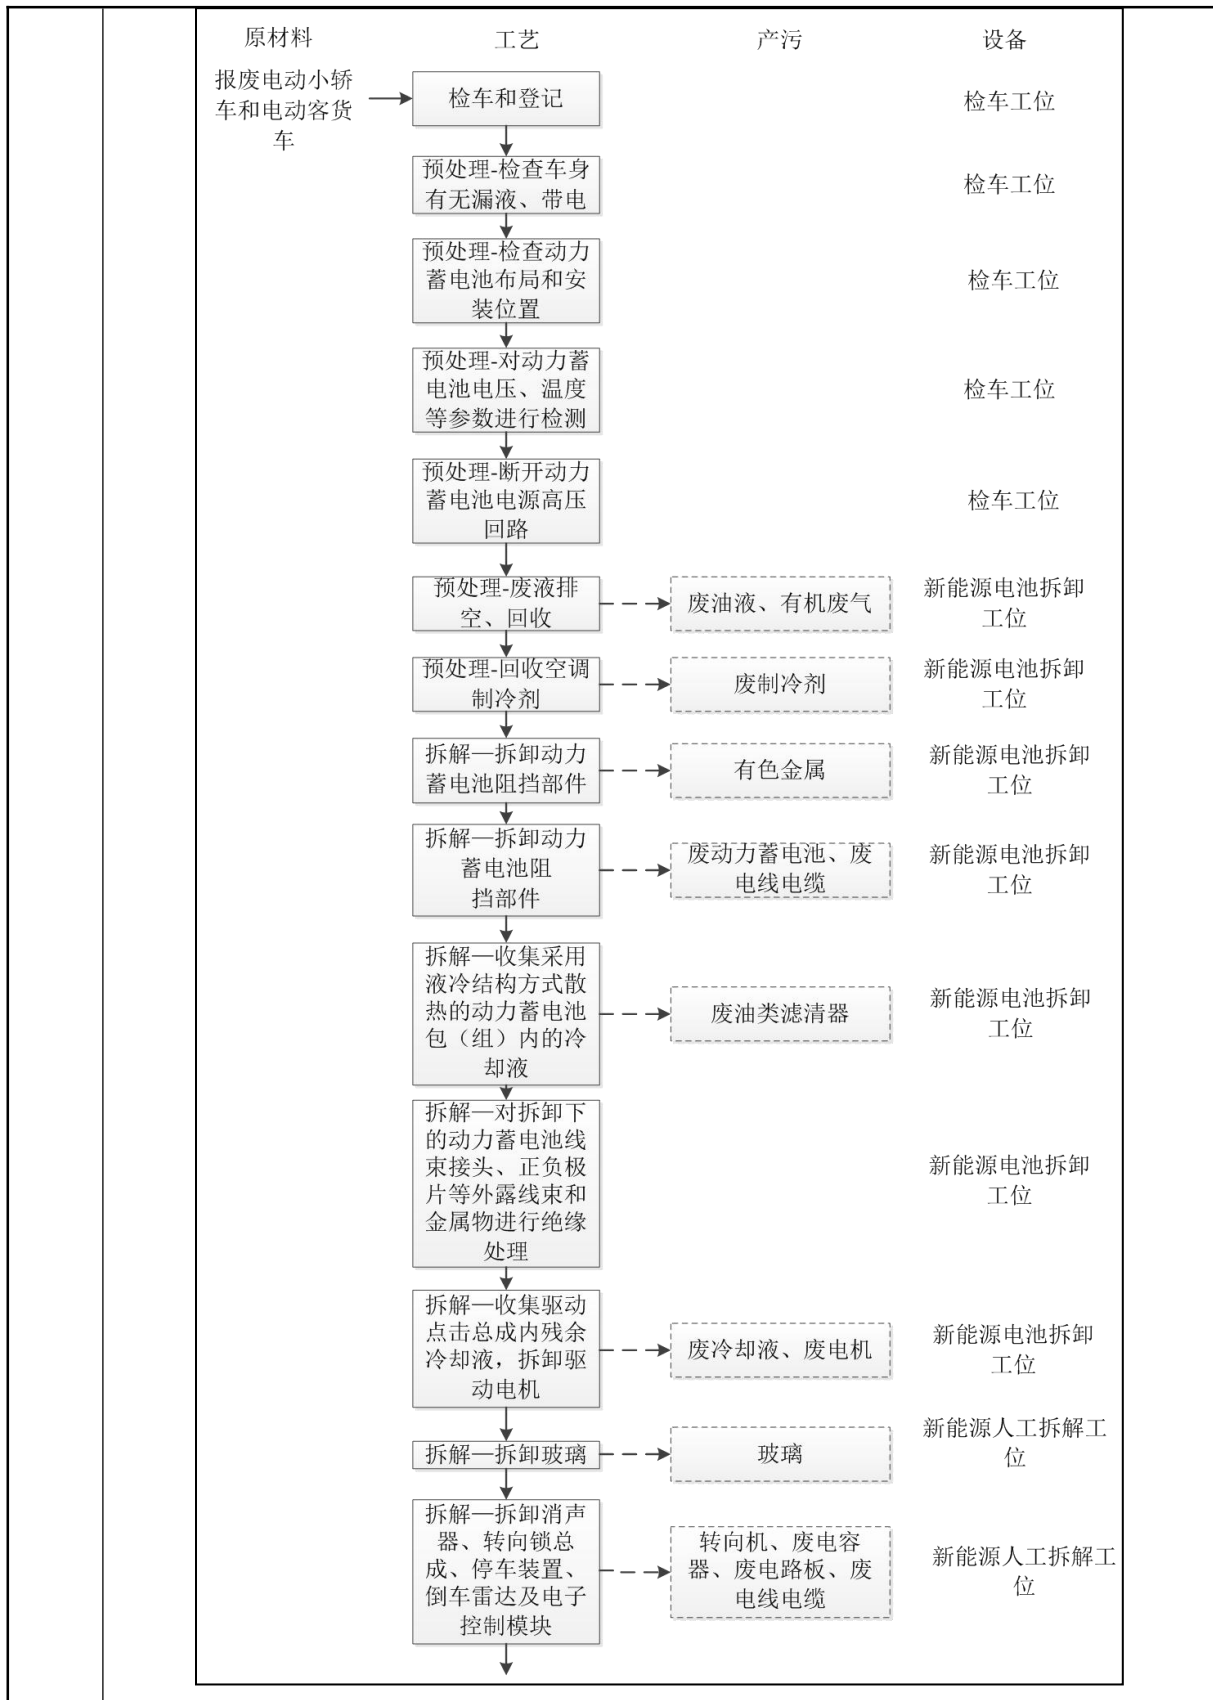 原材料 工艺 产污 设备
报废电动小轿
车和电动客货
车
检车和登记
检车工位
预处理-检查车身
有无漏液、带电
检车工位
预处理-检查动力
蓄电池布局和安
装位置
检车工位
预处理-对动力蓄
电池电压、温度
等参数进行检测
检车工位
预处理-断开动力
蓄电池电源高压
回路
检车工位
预处理-废液排
空、回收
废油液、有机废气
新能源电池拆卸
工位
预处理-回收空调
制冷剂
废制冷剂
新能源电池拆卸
工位
拆解—拆卸动力
蓄电池阻挡部件
有色金属
新能源电池拆卸
工位
拆解—拆卸动力
蓄电池阻
挡部件
废动力蓄电池、废
电线电缆
新能源电池拆卸
工位
拆解—收集采用
液冷结构方式散
热的动力蓄电池
包（组）内的冷
却液
废油类滤清器
新能源电池拆卸
工位
拆解—对拆卸下
的动力蓄电池线
束接头、正负极
片等外露线束和
金属物进行绝缘
处理
新能源电池拆卸
工位
拆解—收集驱动
点击总成内残余
冷却液，拆卸驱
动电机
废冷却液、废电机
新能源电池拆卸
工位
拆解—拆卸玻璃
玻璃
新能源人工拆解工
位
拆解—拆卸消声
器、转向锁总
成、停车装置、
倒车雷达及电子
控制模块
转向机、废电容
器、废电路板、废
电线电缆
新能源人工拆解工
位